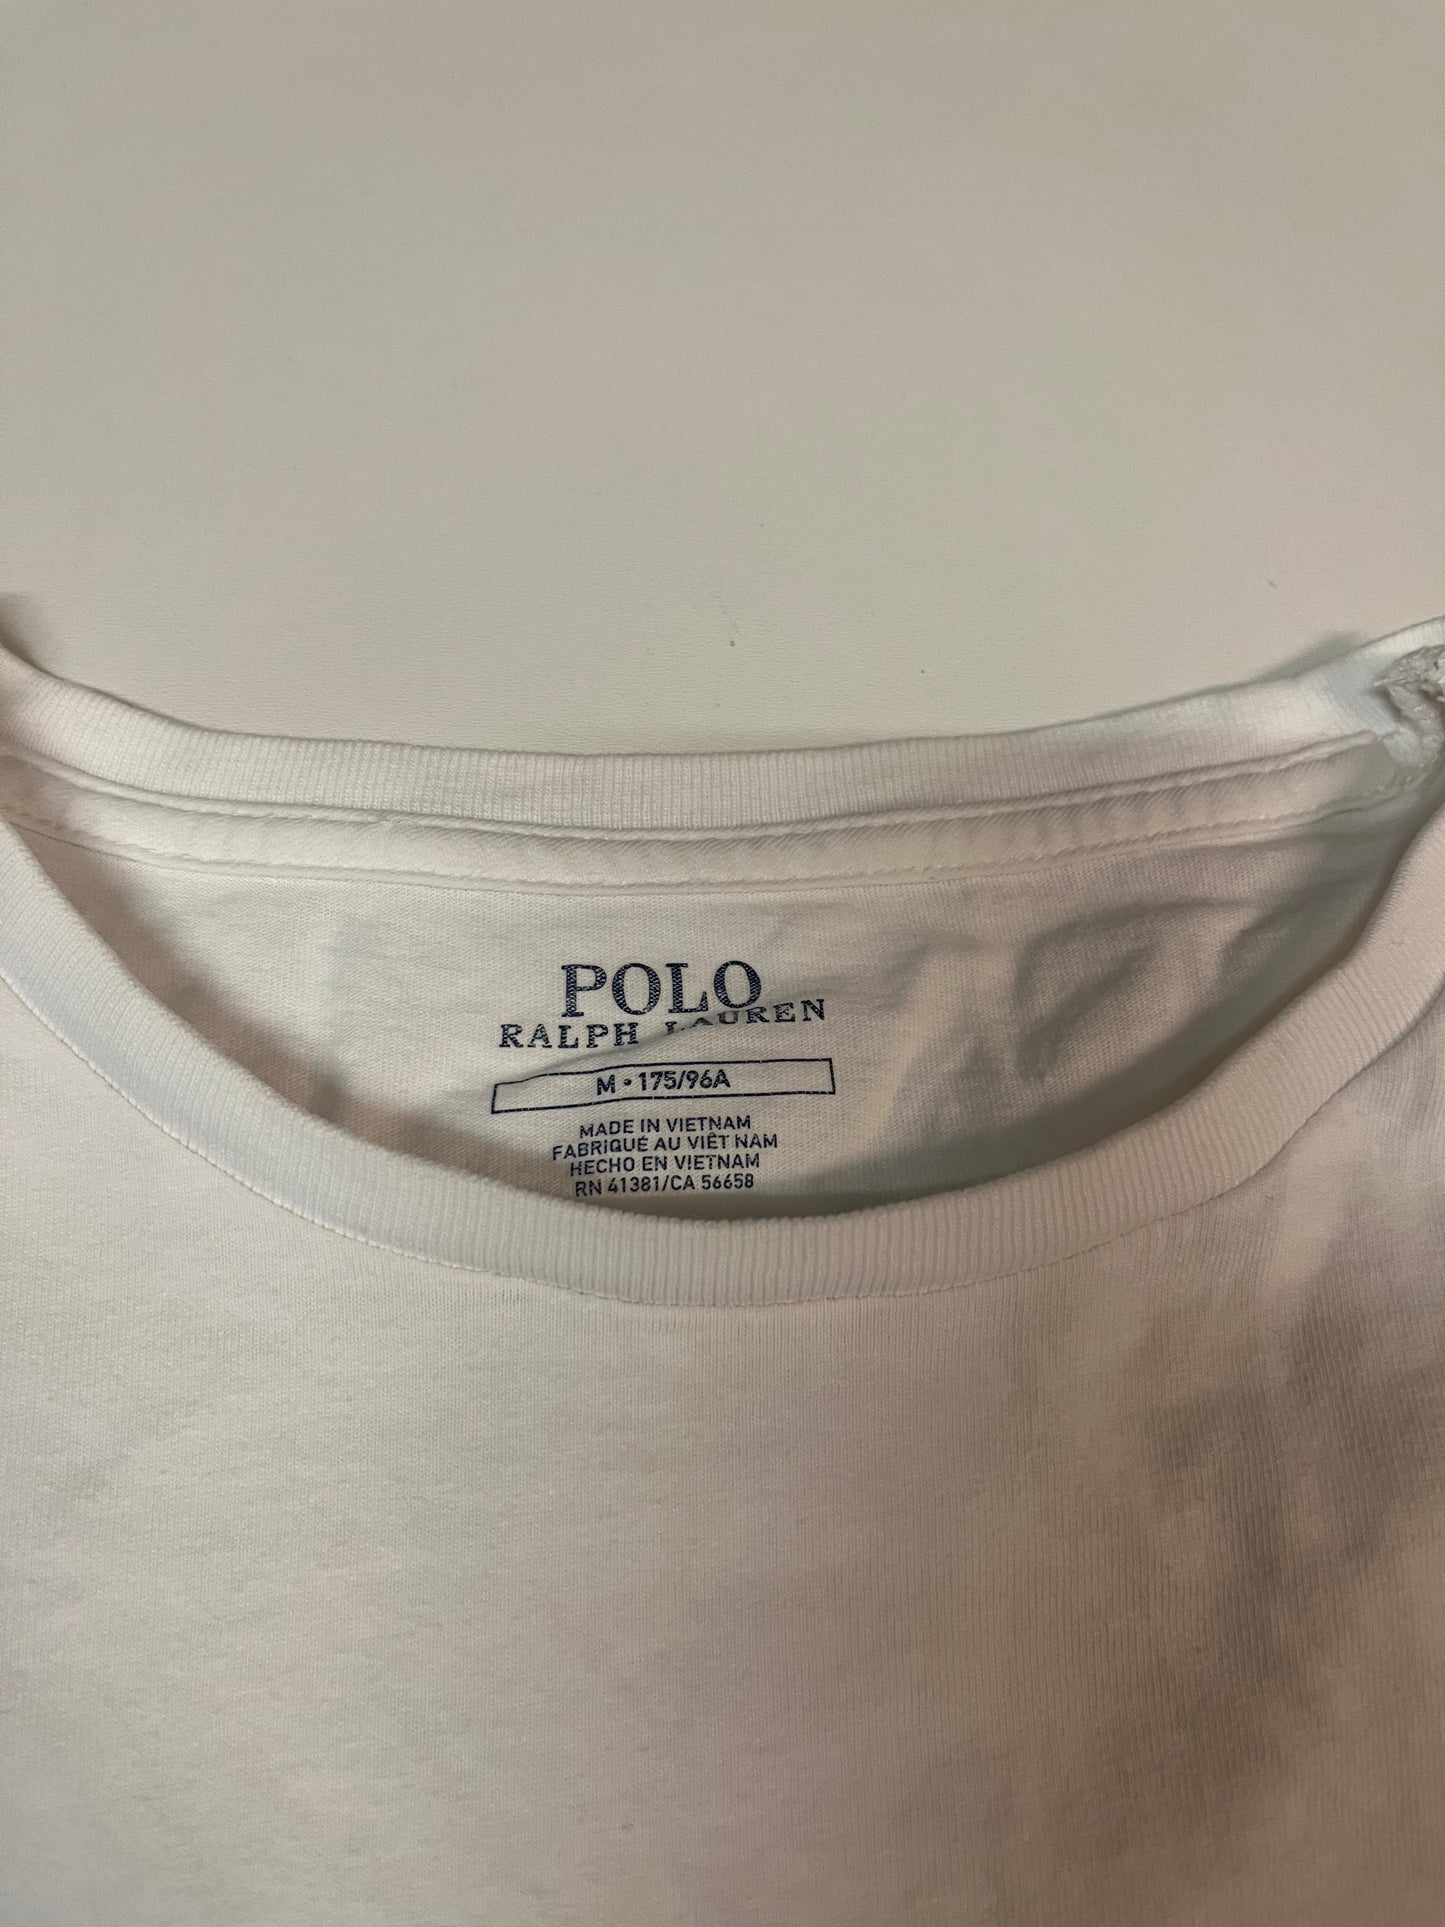 POLO
RALPH LAUREN
M • 175/96A
MADE IN VIETNAM
FABRIQUÉ AU VIÊT NAM
HECHO EN VIETNAM
RN 41381/CA 56658